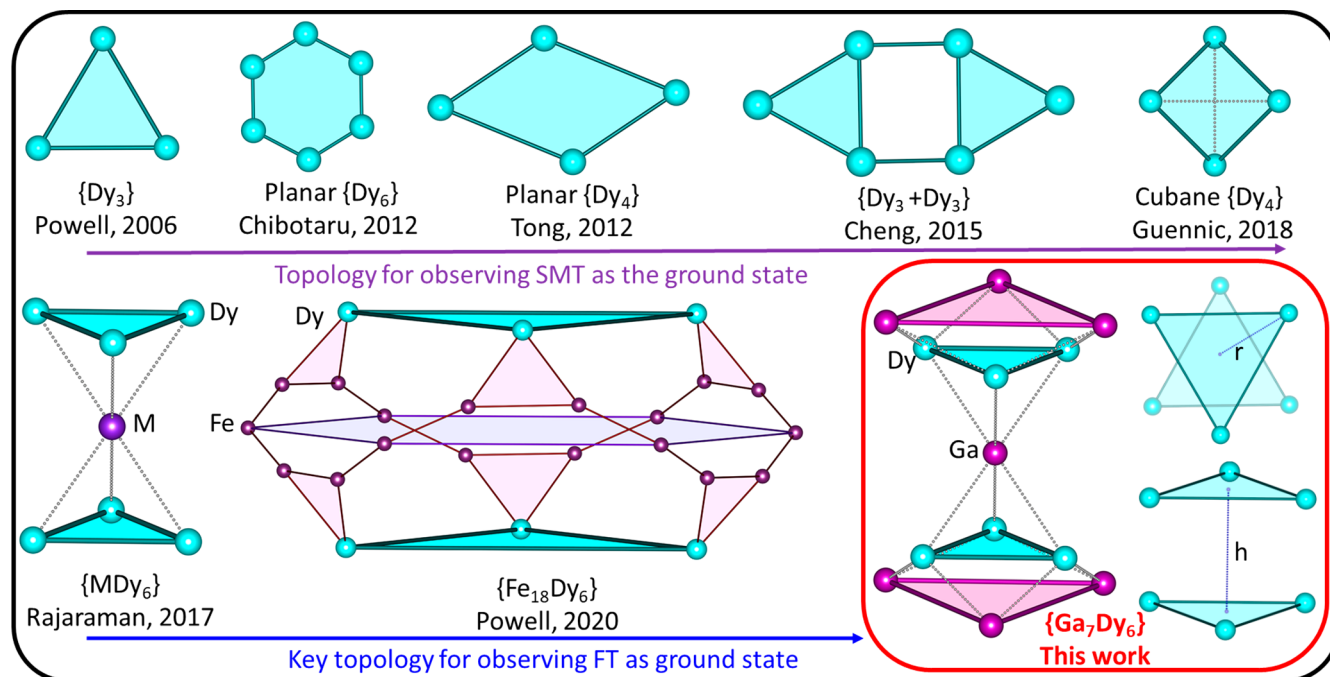 {Dy₃}
Powell, 2006
Planar {Dy₆}
Chibotaru, 2012
Planar {Dy₄}
Tong, 2012
{Dy₃ +Dy₃}
Cheng, 2015
Cubane {Dy₄}
Guennic, 2018
Topology for observing SMT as the ground state
Dy
M
{MDy₆}
Rajaraman, 2017
Dy
Fe
{Fe₁₈Dy₆}
Powell, 2020
Dy
Ga
r
h
{Ga₇Dy₆}
This work
Key topology for observing FT as ground state